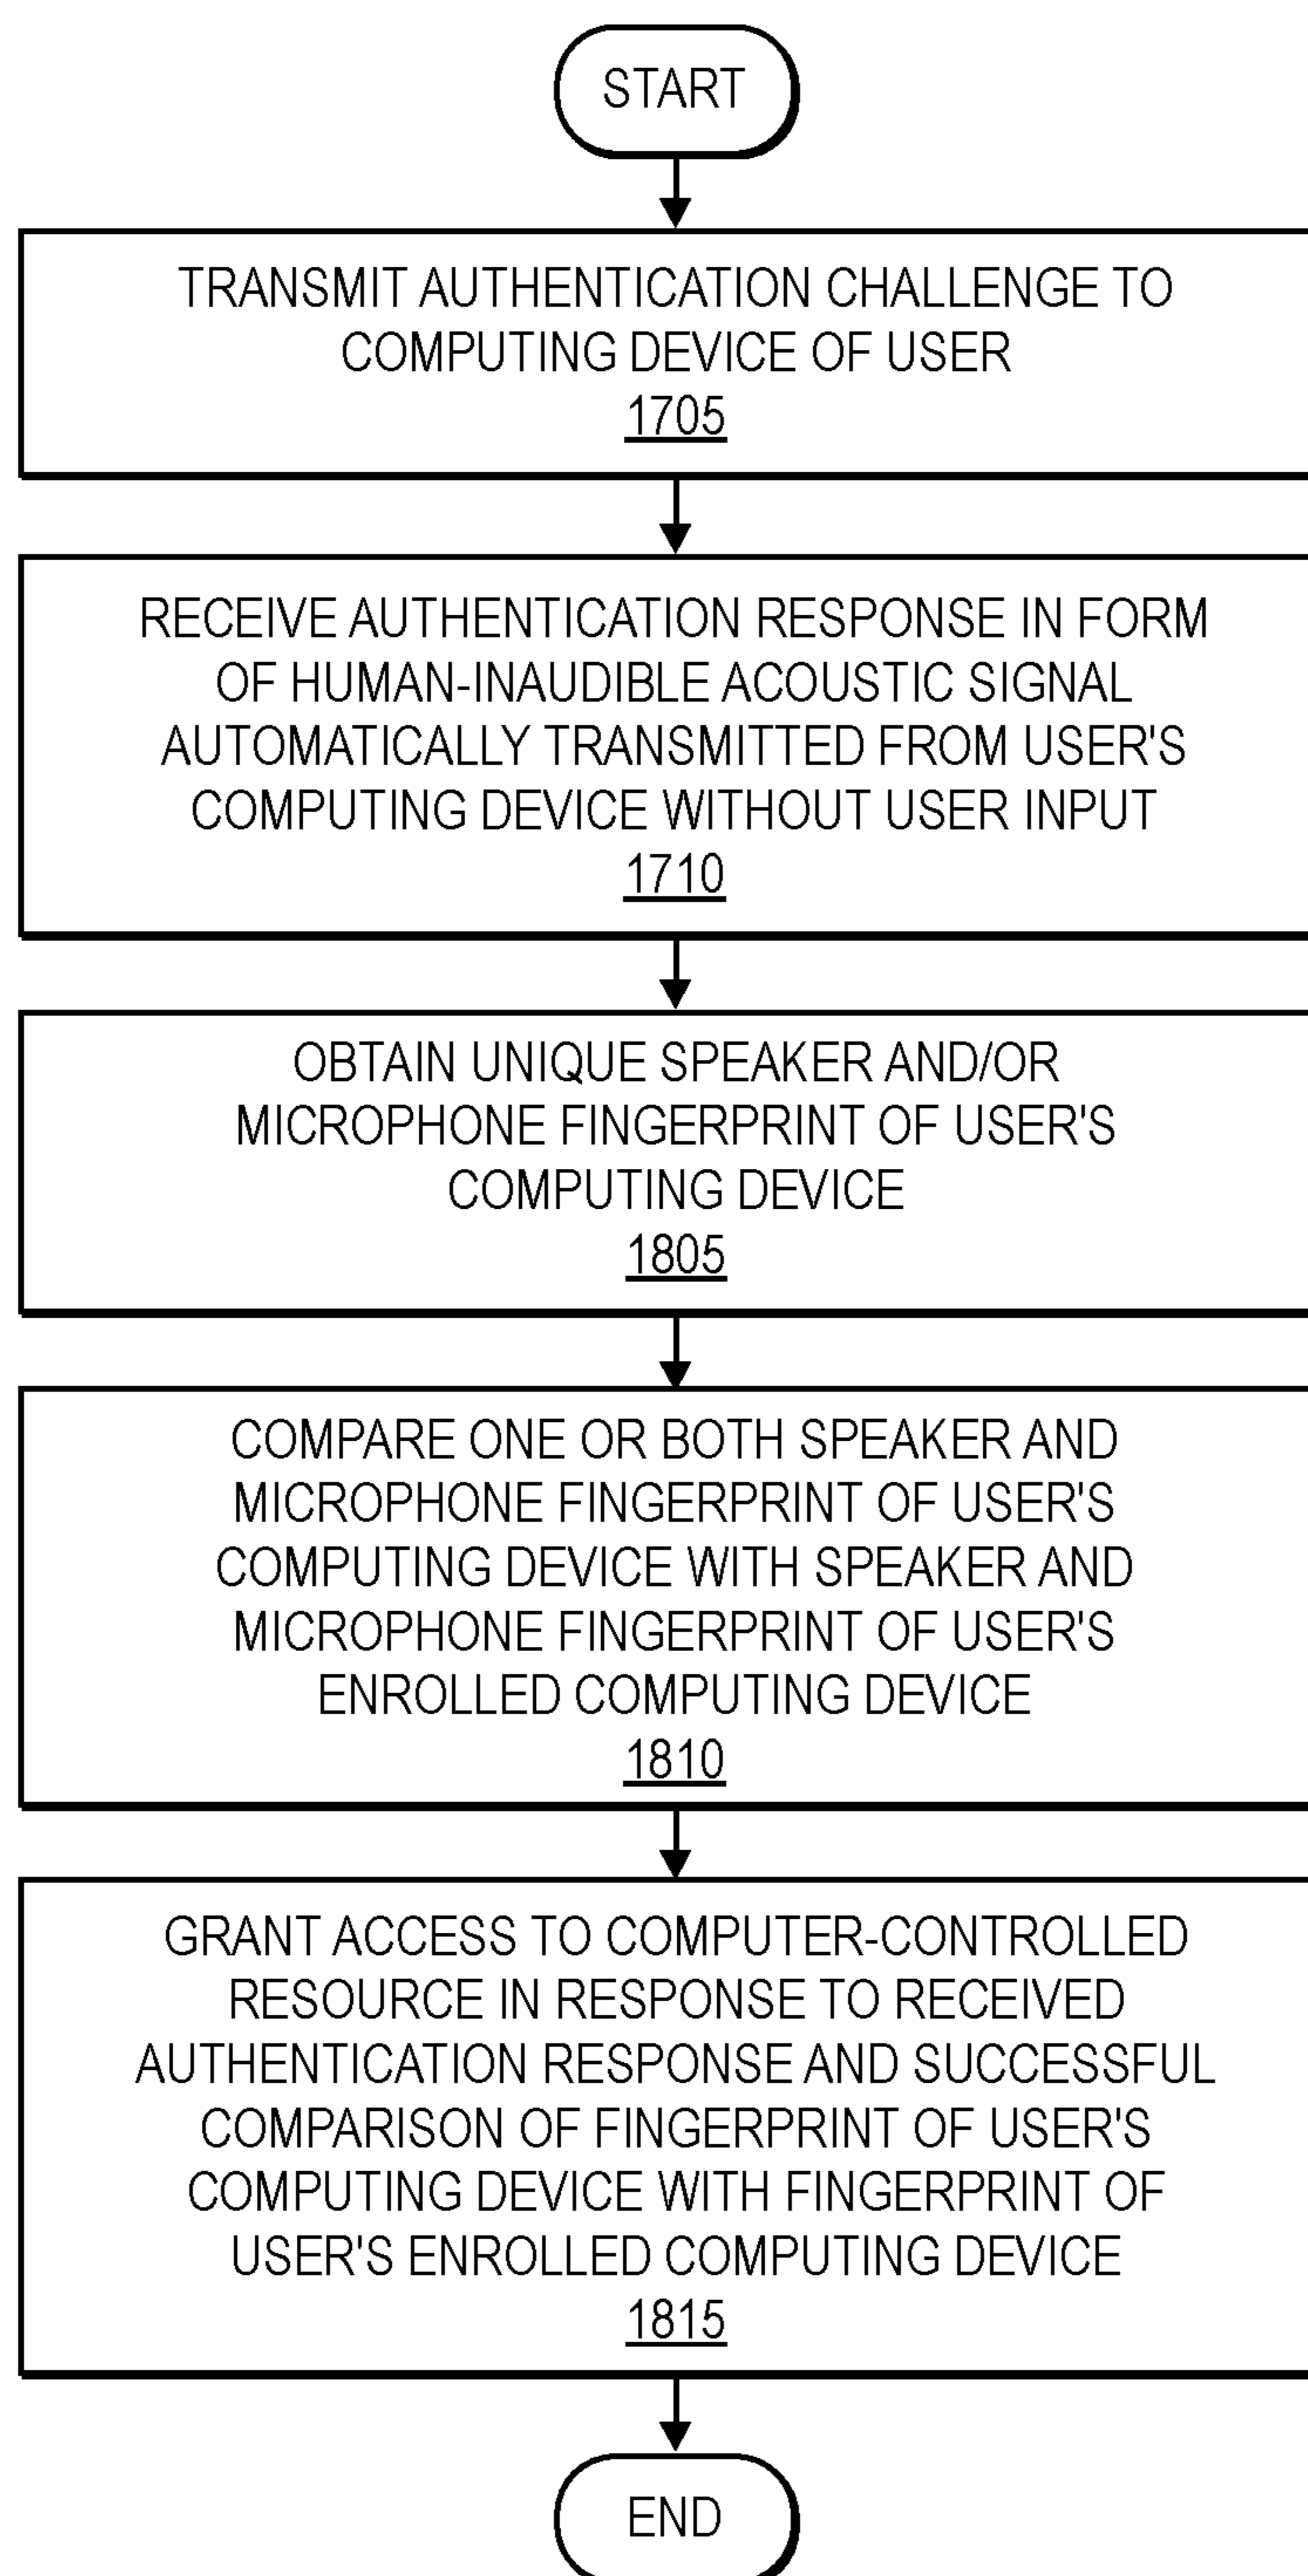 START
TRANSMIT AUTHENTICATION CHALLENGE TO
COMPUTING DEVICE OF USER
1705
RECEIVE AUTHENTICATION RESPONSE IN FORM
OF HUMAN-INAUDIBLE ACOUSTIC SIGNAL
AUTOMATICALLY TRANSMITTED FROM USER'S
COMPUTING DEVICE WITHOUT USER INPUT
1710
OBTAIN UNIQUE SPEAKER AND/OR
MICROPHONE FINGERPRINT OF USER'S
COMPUTING DEVICE
1805
COMPARE ONE OR BOTH SPEAKER AND
MICROPHONE FINGERPRINT OF USER'S
COMPUTING DEVICE WITH SPEAKER AND
MICROPHONE FINGERPRINT OF USER'S
ENROLLED COMPUTING DEVICE
1810
GRANT ACCESS TO COMPUTER-CONTROLLED
RESOURCE IN RESPONSE TO RECEIVED
AUTHENTICATION RESPONSE AND SUCCESSFUL
COMPARISON OF FINGERPRINT OF USER'S
COMPUTING DEVICE WITH FINGERPRINT OF
USER'S ENROLLED COMPUTING DEVICE
1815
END